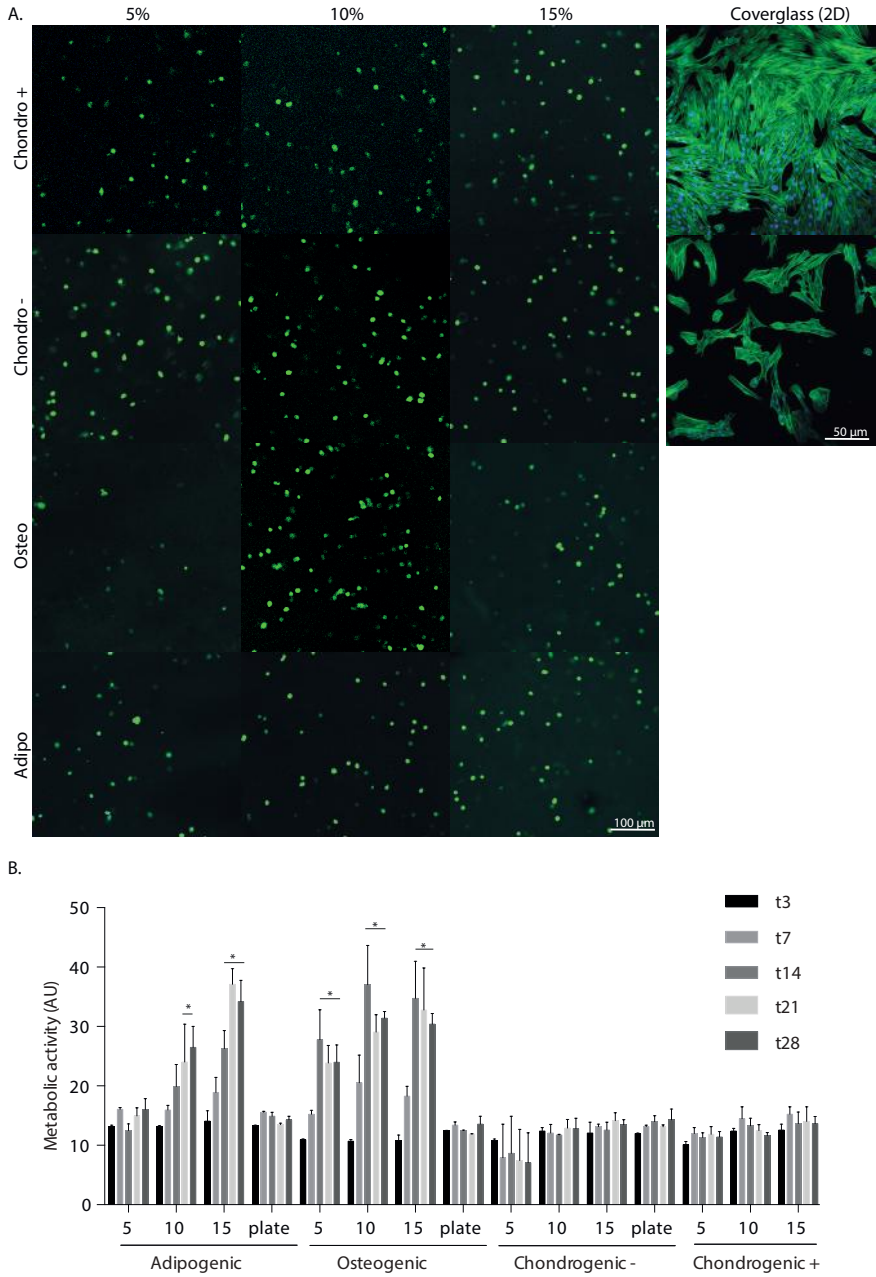 A.
5% 10% 15% Coverglass (2D)
Chondro +
Chondro -
50 µm
Osteo
Adipo
100 µm
B.
50
40
30
20
10
0
Metabolic activity (AU)
* * * * *
t3
t7
t14
t21
t28
5 10 15 plate 5 10 15 plate 5 10 15 plate 5 10 15
Adipogenic Osteogenic Chondrogenic - Chondrogenic +